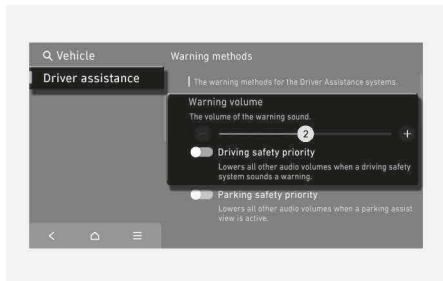 Vehicle
Driver assistance
Warning methods
The warning methods for the Driver Assistance systems.
Warning volume
The volume of the warning sound.
2
Driving safety priority
Lowers all other audio volumes when a driving safety
system sounds a warning.
Parking safety priority
Lowers all other audio volumes when a parking assist
view is active.